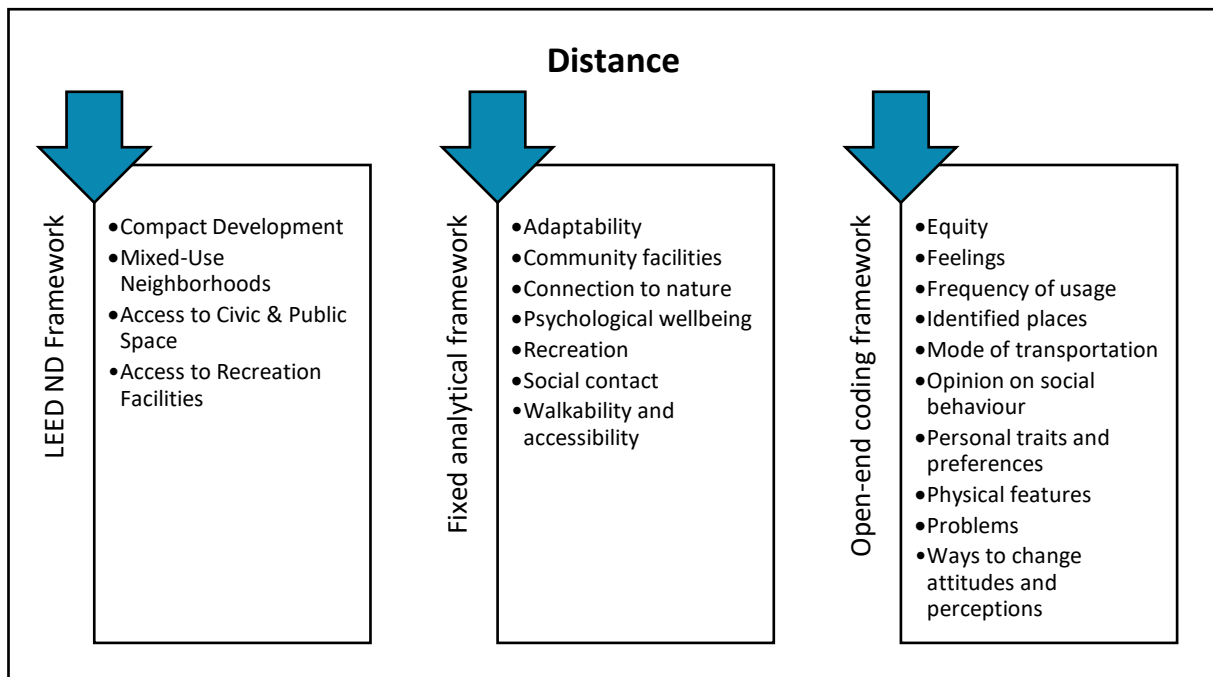 Distance
LEED ND Framework
•Compact Development
•Mixed-Use
Neighborhoods
•Access to Civic & Public
Space
•Access to Recreation
Facilities
Fixed analytical framework
•Adaptability
•Community facilities
•Connection to nature
•Psychological wellbeing
•Recreation
•Social contact
•Walkability and
accessibility
Open-end coding framework
•Equity
•Feelings
•Frequency of usage
•Identified places
•Mode of transportation
•Opinion on social
behaviour
•Personal traits and
preferences
•Physical features
•Problems
•Ways to change
attitudes and
perceptions